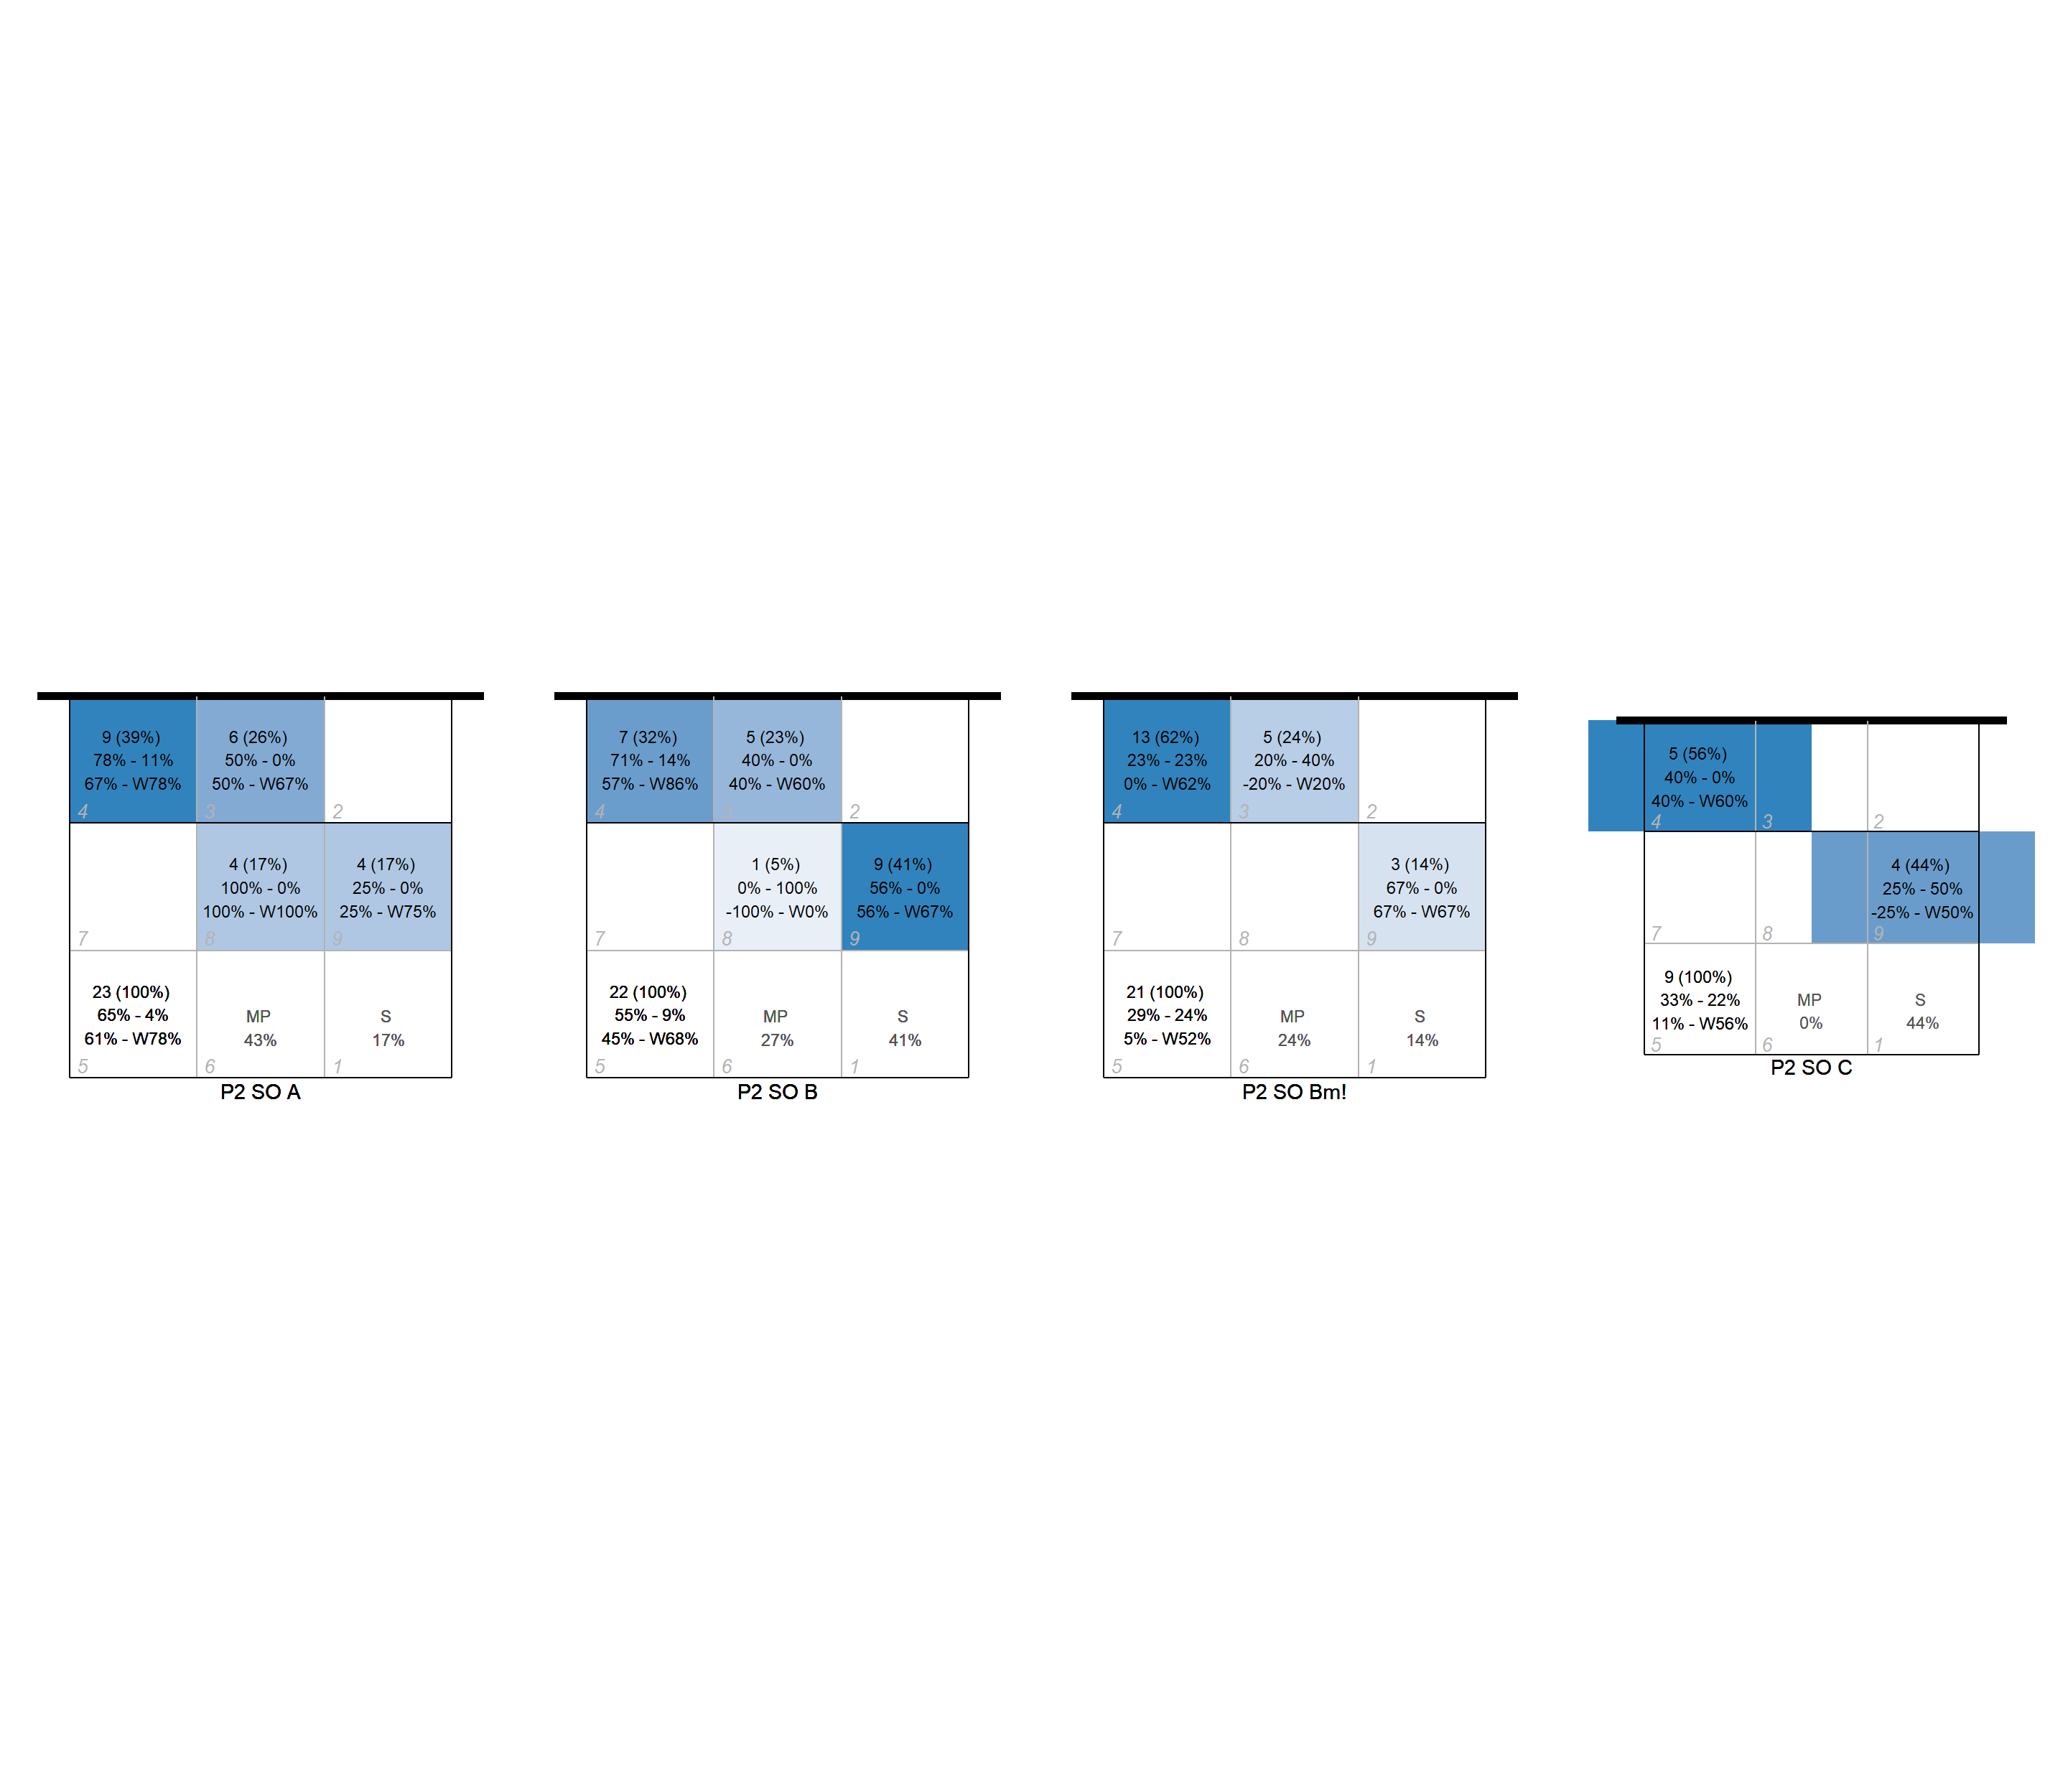 9 (39%)
78% - 11%
67% - W78%
4
6 (26%)
50% - 0%
50% - W67%
3
2
7
4 (17%)
100% - 0%
100% - W100%
8
4 (17%)
25% - 0%
25% - W75%
9
23 (100%)
65% - 4%
61% - W78%
5
MP
43%
6
S
17%
1
P2 SO A
7 (32%)
71% - 14%
57% - W86%
4
5 (23%)
40% - 0%
40% - W60%
2
7
1 (5%)
0% - 100%
-100% - W0%
8
9 (41%)
56% - 0%
56% - W67%
9
22 (100%)
55% - 9%
45% - W68%
5
MP
27%
6
S
41%
1
P2 SO B
13 (62%)
23% - 23%
0% - W62%
4
5 (24%)
20% - 40%
-20% - W20%
3
2
7
8
3 (14%)
67% - 0%
67% - W67%
9
21 (100%)
29% - 24%
5% - W52%
5
MP
24%
6
S
14%
1
P2 SO Bm!
5 (56%)
40% - 0%
40% - W60%
4
3
2
7
8
4 (44%)
25% - 50%
-25% - W50%
9
9 (100%)
33% - 22%
11% - W56%
5
MP
0%
6
S
44%
1
P2 SO C